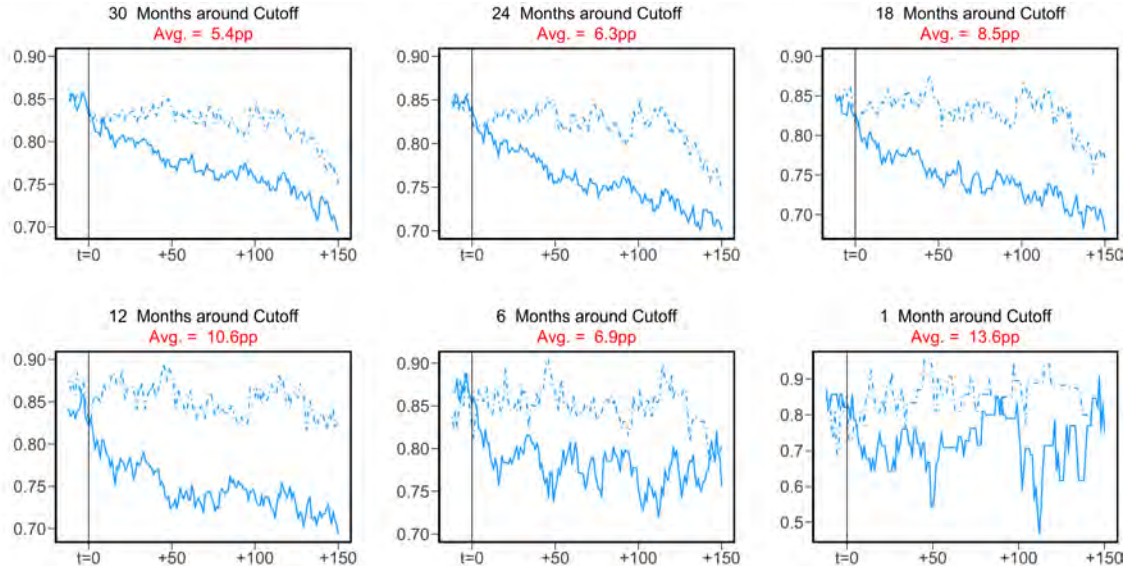 30 Months around Cutoff
Avg. = 5.4pp
0.90
0.85
0.80
0.75
0.70
t=0 +50 +100 +150
24 Months around Cutoff
Avg. = 6.3pp
0.90
0.85
0.80
0.75
0.70
t=0 +50 +100 +150
18 Months around Cutoff
Avg. = 8.5pp
0.90
0.85
0.80
0.75
0.70
t=0 +50 +100 +150
12 Months around Cutoff
Avg. = 10.6pp
0.90
0.85
0.80
0.75
0.70
t=0 +50 +100 +150
6 Months around Cutoff
Avg. = 6.9pp
0.90
0.85
0.80
0.75
0.70
t=0 +50 +100 +150
1 Month around Cutoff
Avg. = 13.6pp
0.9
0.8
0.7
0.6
0.5
t=0 +50 +100 +150